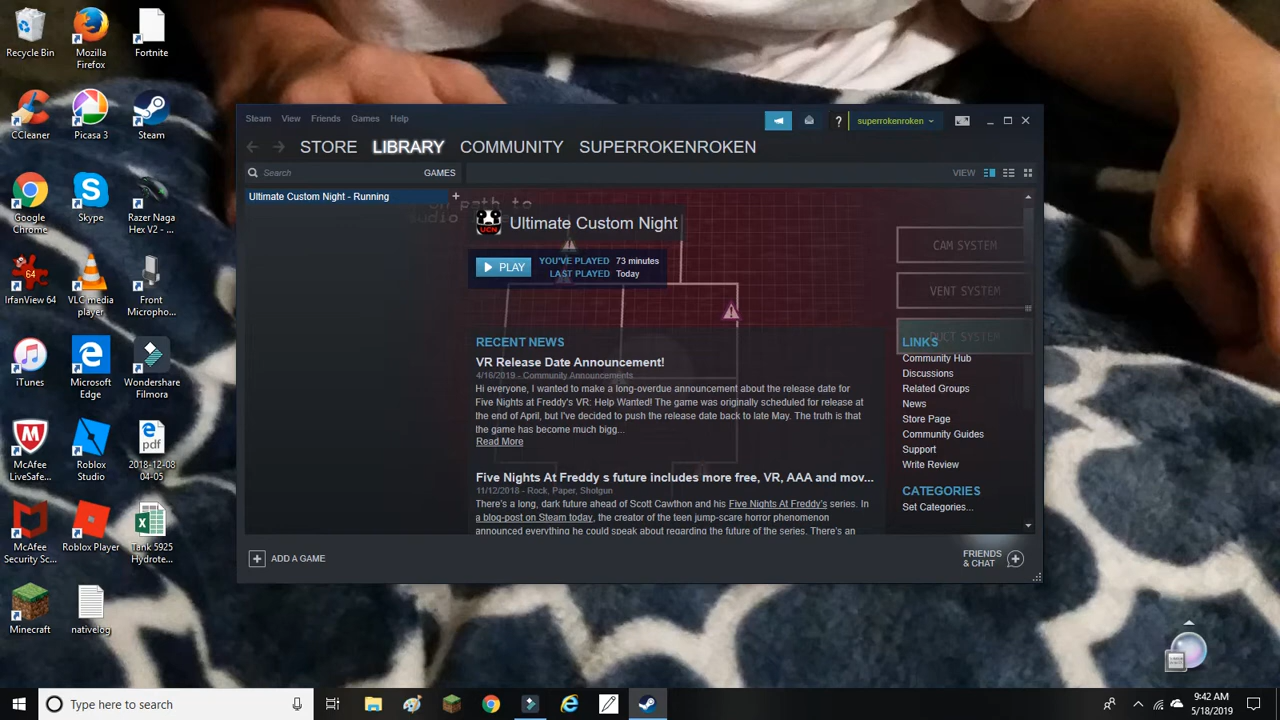 Recycle Bin
Mozilla
Firefox
Fortnite
CCleaner
Picasa 3
Steam
Google
Chrome
Skype
Razer Naga
Hex V2 - ...
IrfanView 64
64
VLC media
player
Front
Micropho...
iTunes
Microsoft
Edge
Wondershare
Filmora
McAfee
LiveSafe...
Roblox
Studio
pdf
2018-12-08
04-05
McAfee
Security Sc...
Roblox Player
Tank 5925
Hydrote...
Minecraft
nativelog
Steam View Friends Games Help
? superrokenroken
STORE LIBRARY COMMUNITY SUPERROKENROKEN
Search GAMES VIEW
Ultimate Custom Night - Running +
path to
UCN
Ultimate Custom Night
PLAY
YOU'VE PLAYED 73 minutes
LAST PLAYED Today
CAM SYSTEM
VENT SYSTEM
DUCT SYSTEM
RECENT NEWS
VR Release Date Announcement!
4/16/2019 - Community Announcements
Hi everyone, I wanted to make a long-overdue announcement about the release date for
Five Nights at Freddy's VR: Help Wanted! The game was originally scheduled for release at
the end of April, but I've decided to push the release date back to late May. The truth is that
the game has become much bigg...
Read More
Five Nights At Freddy s future includes more free, VR, AAA and mov...
11/12/2018 - Rock, Paper, Shotgun
There's a long, dark future ahead of Scott Cawthon and his Five Nights At Freddy's series. In
a blog-post on Steam today, the creator of the teen jump-scare horror phenomenon
announced everything he could speak about regarding the future of the series. There's an
LINKS
Community Hub
Discussions
Related Groups
News
Store Page
Community Guides
Support
Write Review
CATEGORIES
Set Categories...
+ ADD A GAME
FRIENDS
& CHAT
Type here to search
9:42 AM
5/18/2019